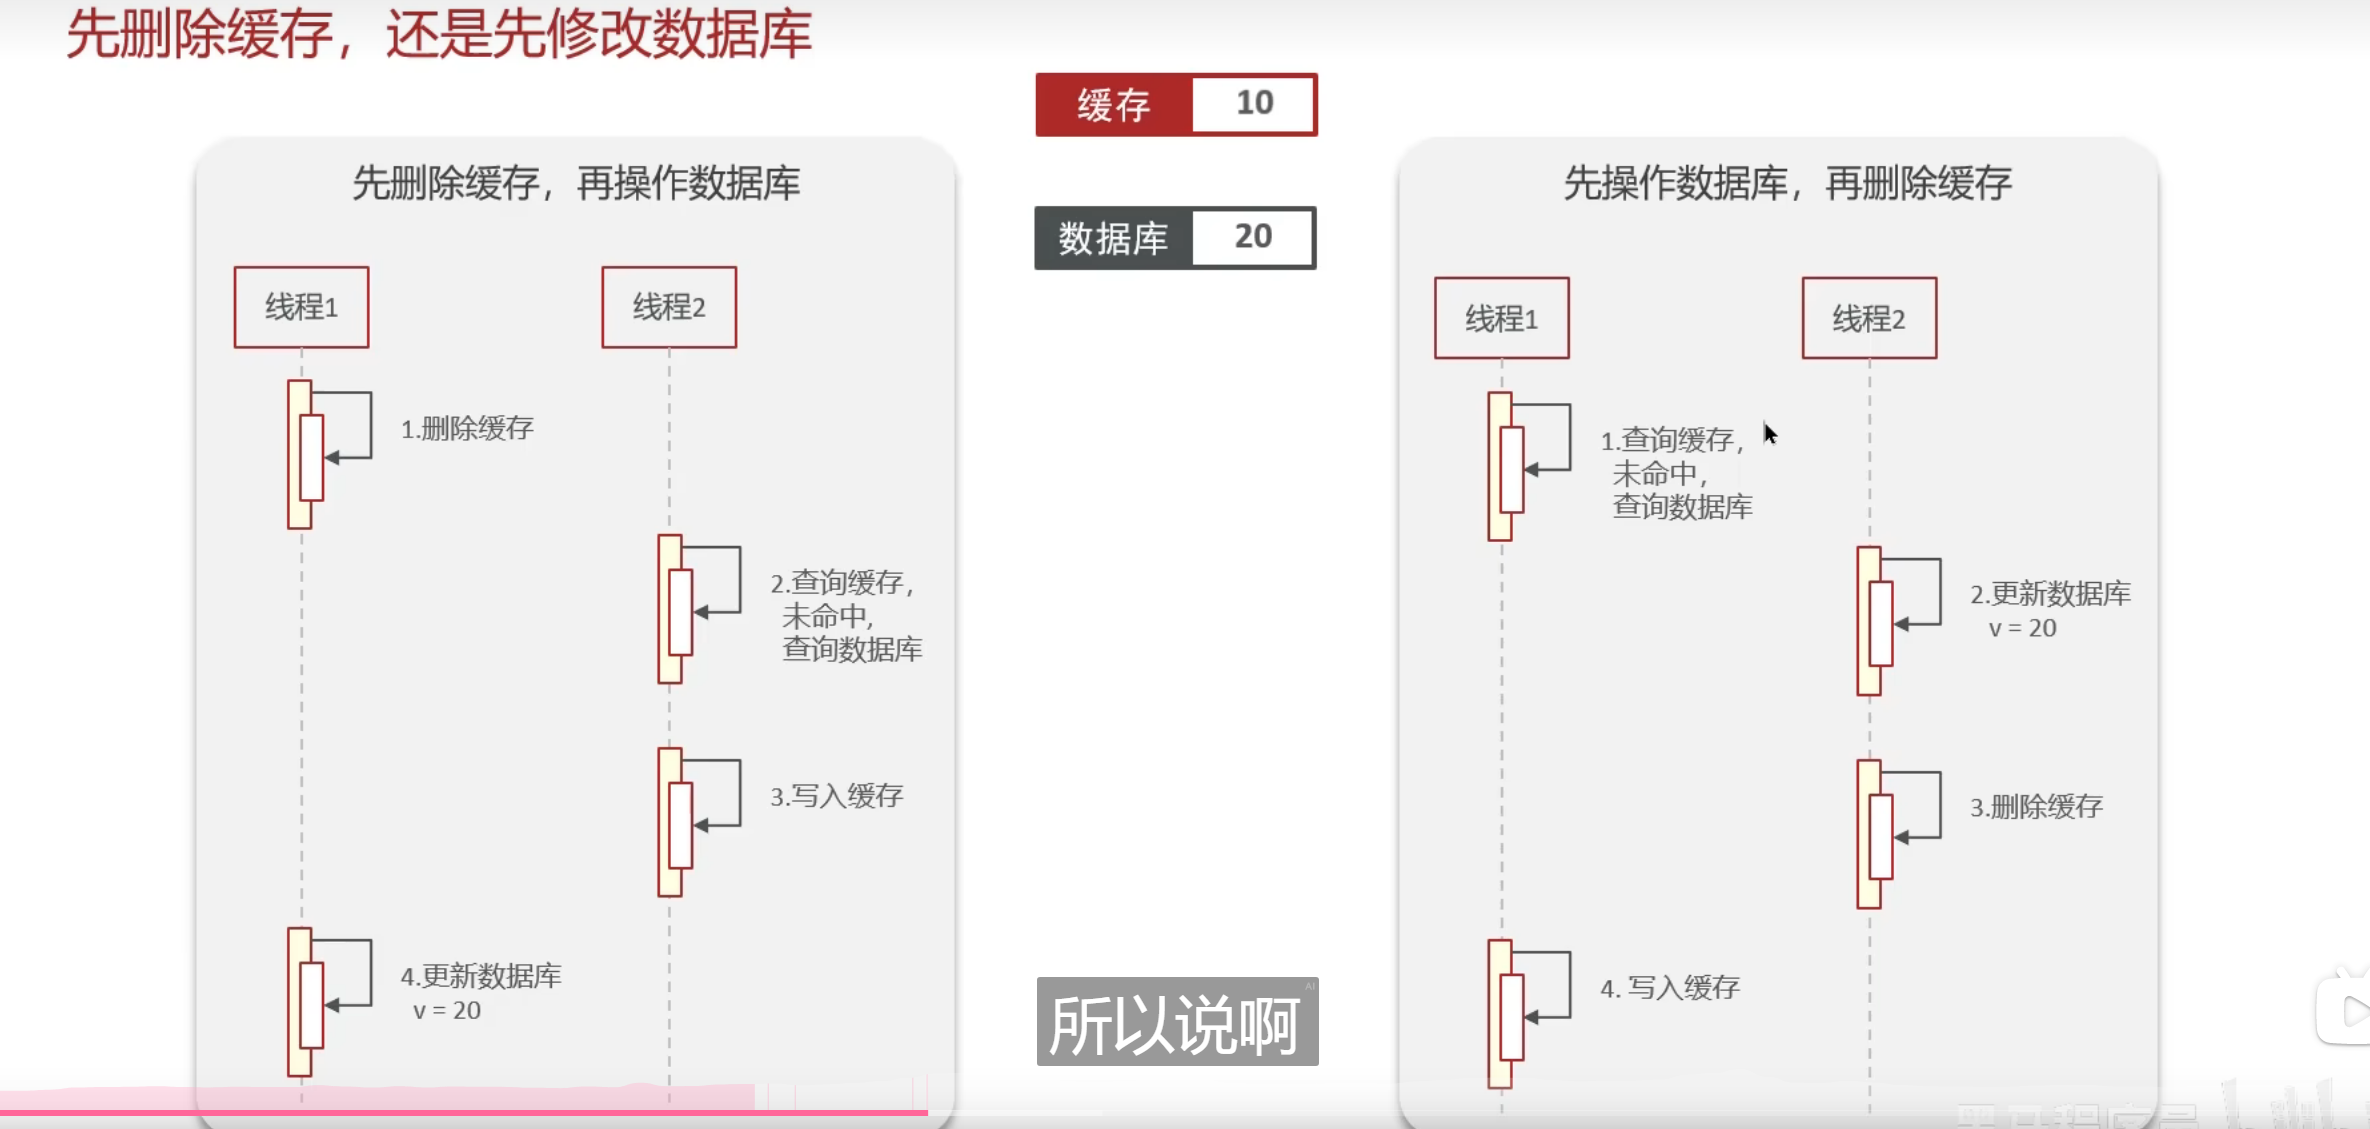 先删除缓存，还是先修改数据库
缓存 10
数据库 20
先删除缓存，再操作数据库
线程1
线程2
1.删除缓存
2.查询缓存，
未命中，
查询数据库
3.写入缓存
4.更新数据库
v = 20
先操作数据库，再删除缓存
线程1
线程2
1.查询缓存，
未命中，
查询数据库
2.更新数据库
v = 20
3.删除缓存
4. 写入缓存
AI
所以说啊